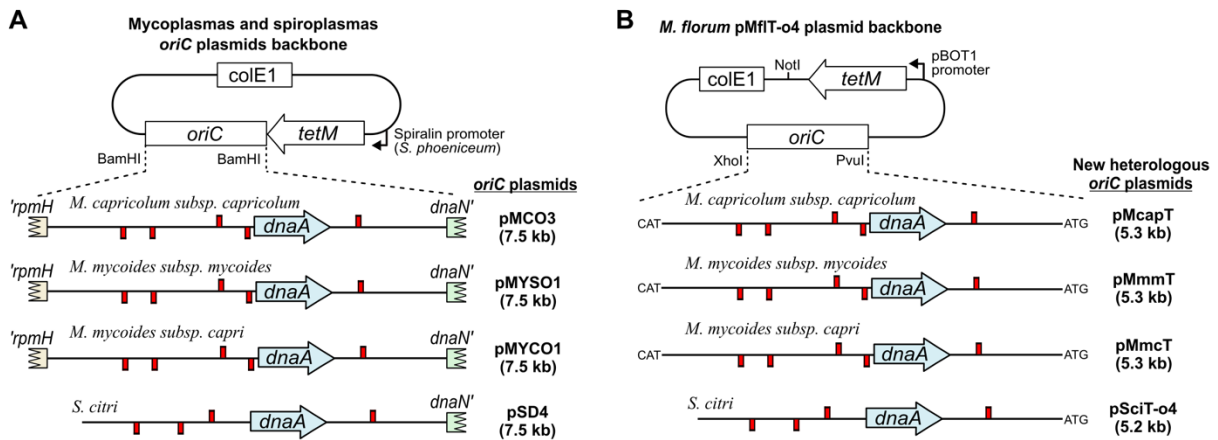 A
Mycoplasmas and spiroplasmas
oriC plasmids backbone
colE1
oriC
tetM
Spiralin promoter
(S. phoeniceum)
BamHI
BamHI
oriC plasmids
'rpmH
M. capricolum subsp. capricolum
dnaN'
dnaA
pMCO3
(7.5 kb)
'rpmH
M. mycoides subsp. mycoides
dnaN'
dnaA
pMYSO1
(7.5 kb)
'rpmH
M. mycoides subsp. capri
dnaN'
dnaA
pMYCO1
(7.5 kb)
S. citri
dnaN'
dnaA
pSD4
(7.5 kb)
B
M. florum pMflT-o4 plasmid backbone
colE1
NotI
tetM
pBOT1
promoter
oriC
XhoI
PvuI
New heterologous
oriC plasmids
M. capricolum subsp. capricolum
CAT
dnaA
ATG
pMcapT
(5.3 kb)
M. mycoides subsp. mycoides
CAT
dnaA
ATG
pMmmT
(5.3 kb)
M. mycoides subsp. capri
CAT
dnaA
ATG
pMmcT
(5.3 kb)
S. citri
dnaA
ATG
pSciT-o4
(5.2 kb)